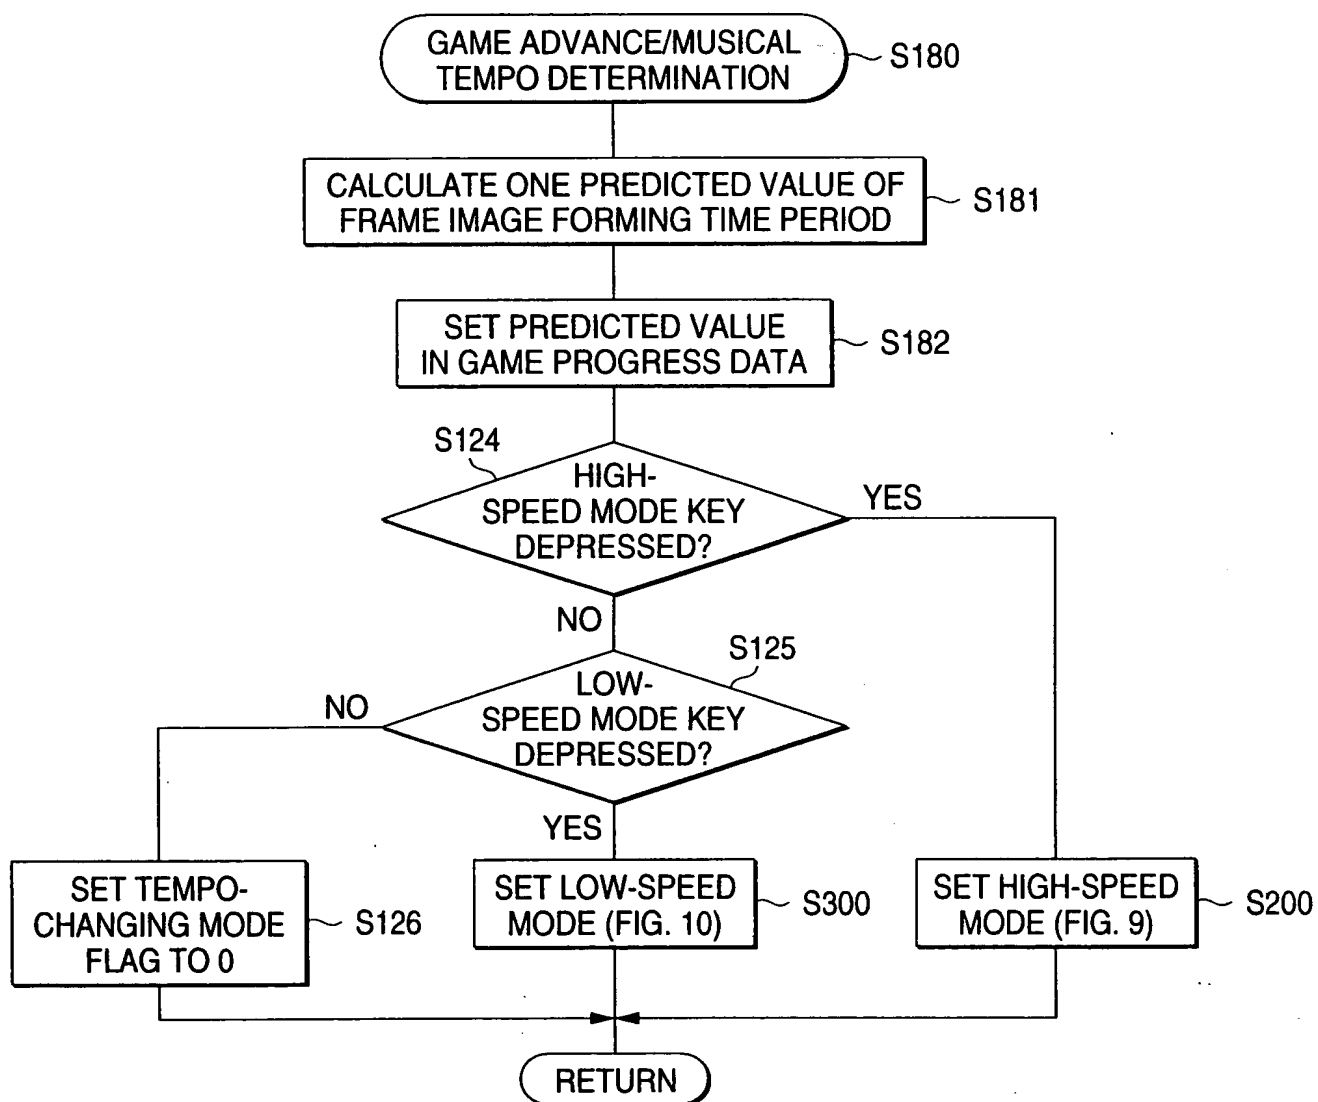 GAME ADVANCE/MUSICAL
TEMPO DETERMINATION
S180
CALCULATE ONE PREDICTED VALUE OF
FRAME IMAGE FORMING TIME PERIOD
S181
SET PREDICTED VALUE
IN GAME PROGRESS DATA
S182
S124
HIGH-
SPEED MODE KEY
DEPRESSED?
YES
NO
S125
LOW-
SPEED MODE KEY
DEPRESSED?
NO
YES
SET TEMPO-
CHANGING MODE
FLAG TO 0
S126
SET LOW-SPEED
MODE (FIG. 10)
S300
SET HIGH-SPEED
MODE (FIG. 9)
S200
RETURN